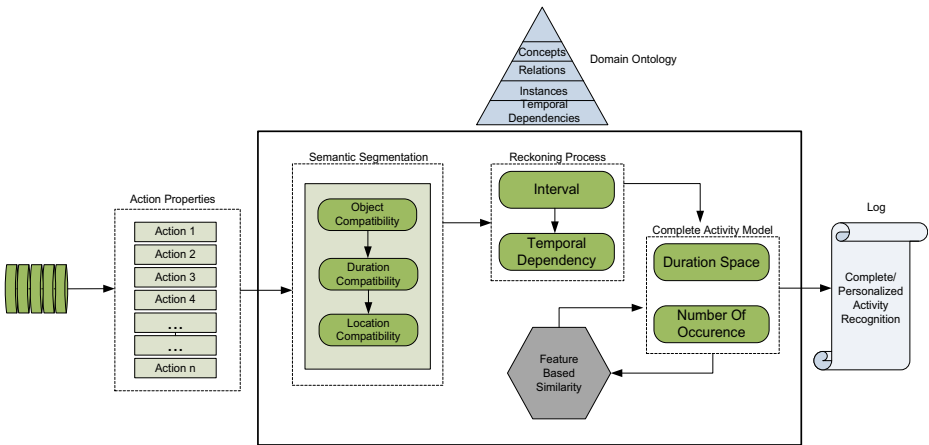 Concepts
Relations
Instances
Temporal
Dependencies
Domain Ontology
Action Properties
Action 1
Action 2
Action 3
Action 4
...
...
Action n
Semantic Segmentation
Object
Compatibility
Duration
Compatibility
Location
Compatibility
Reckoning Process
Interval
Temporal
Dependency
Complete Activity Model
Duration Space
Number Of
Occurence
Feature
Based
Similarity
Log
Complete/
Personalized
Activity
Recognition